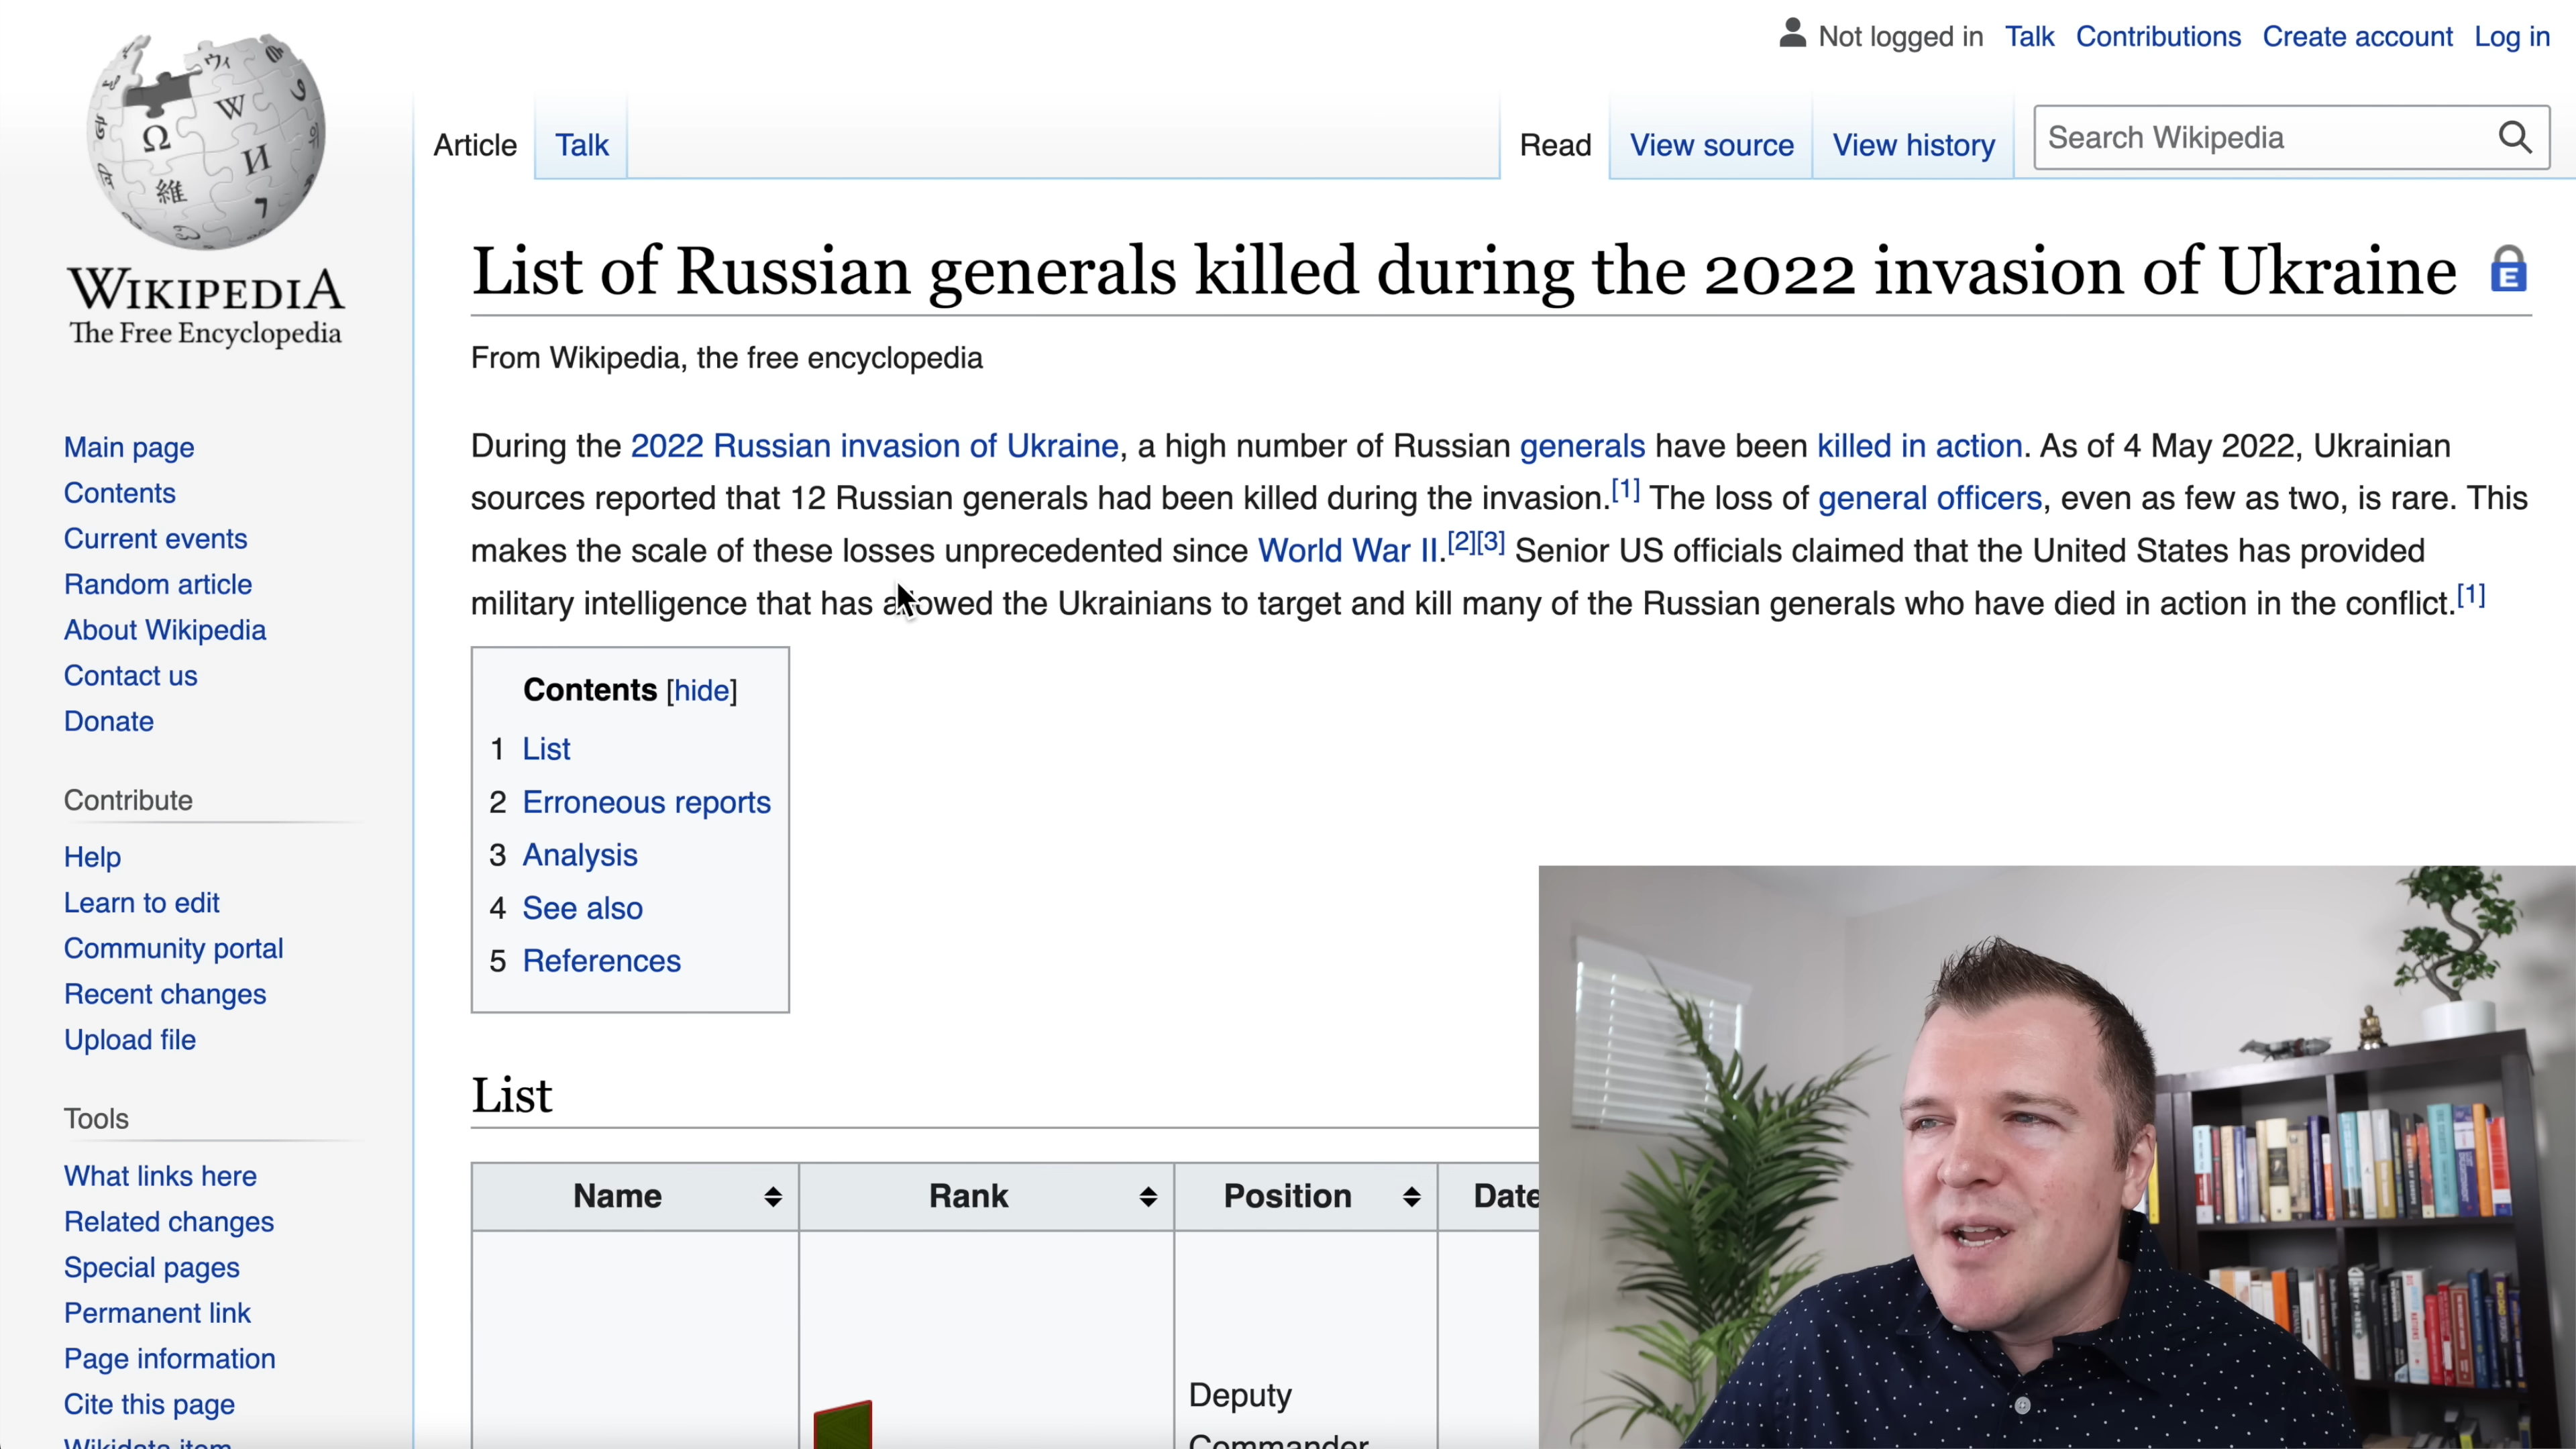 Not logged in Talk Contributions Create account Log in
Article Talk Read View source View history Search Wikipedia
WIKIPEDIA
The Free Encyclopedia
Main page
Contents
Current events
Random article
About Wikipedia
Contact us
Donate
Contribute
Help
Learn to edit
Community portal
Recent changes
Upload file
Tools
What links here
Related changes
Special pages
Permanent link
Page information
Cite this page
Wikidata item
List of Russian generals killed during the 2022 invasion of Ukraine
From Wikipedia, the free encyclopedia
During the 2022 Russian invasion of Ukraine, a high number of Russian generals have been killed in action. As of 4 May 2022, Ukrainian
sources reported that 12 Russian generals had been killed during the invasion.[1] The loss of general officers, even as few as two, is rare. This
makes the scale of these losses unprecedented since World War II.[2][3] Senior US officials claimed that the United States has provided
military intelligence that has allowed the Ukrainians to target and kill many of the Russian generals who have died in action in the conflict.[1]
Contents [hide]
1 List
2 Erroneous reports
3 Analysis
4 See also
5 References
List
Name Rank Position Date
Deputy
Commander